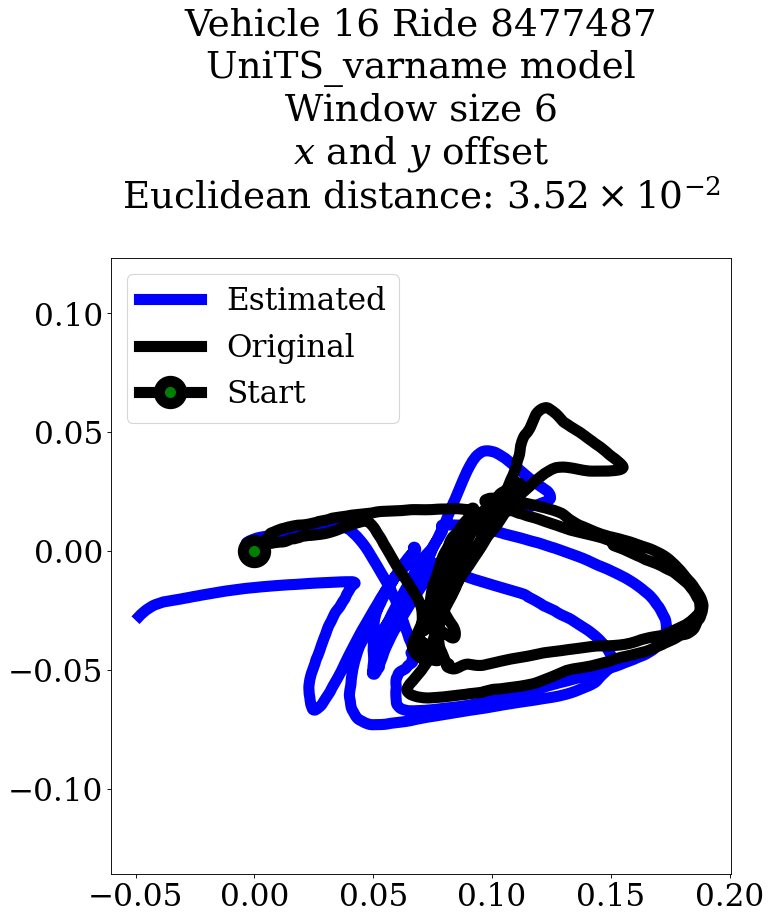 Vehicle 16 Ride 8477487
UniTS_varname model
Window size 6
x and y offset
Euclidean distance: 3.52 × 10⁻²
Estimated
Original
Start
0.10
0.05
0.00
−0.05
−0.10
−0.05 0.00 0.05 0.10 0.15 0.20